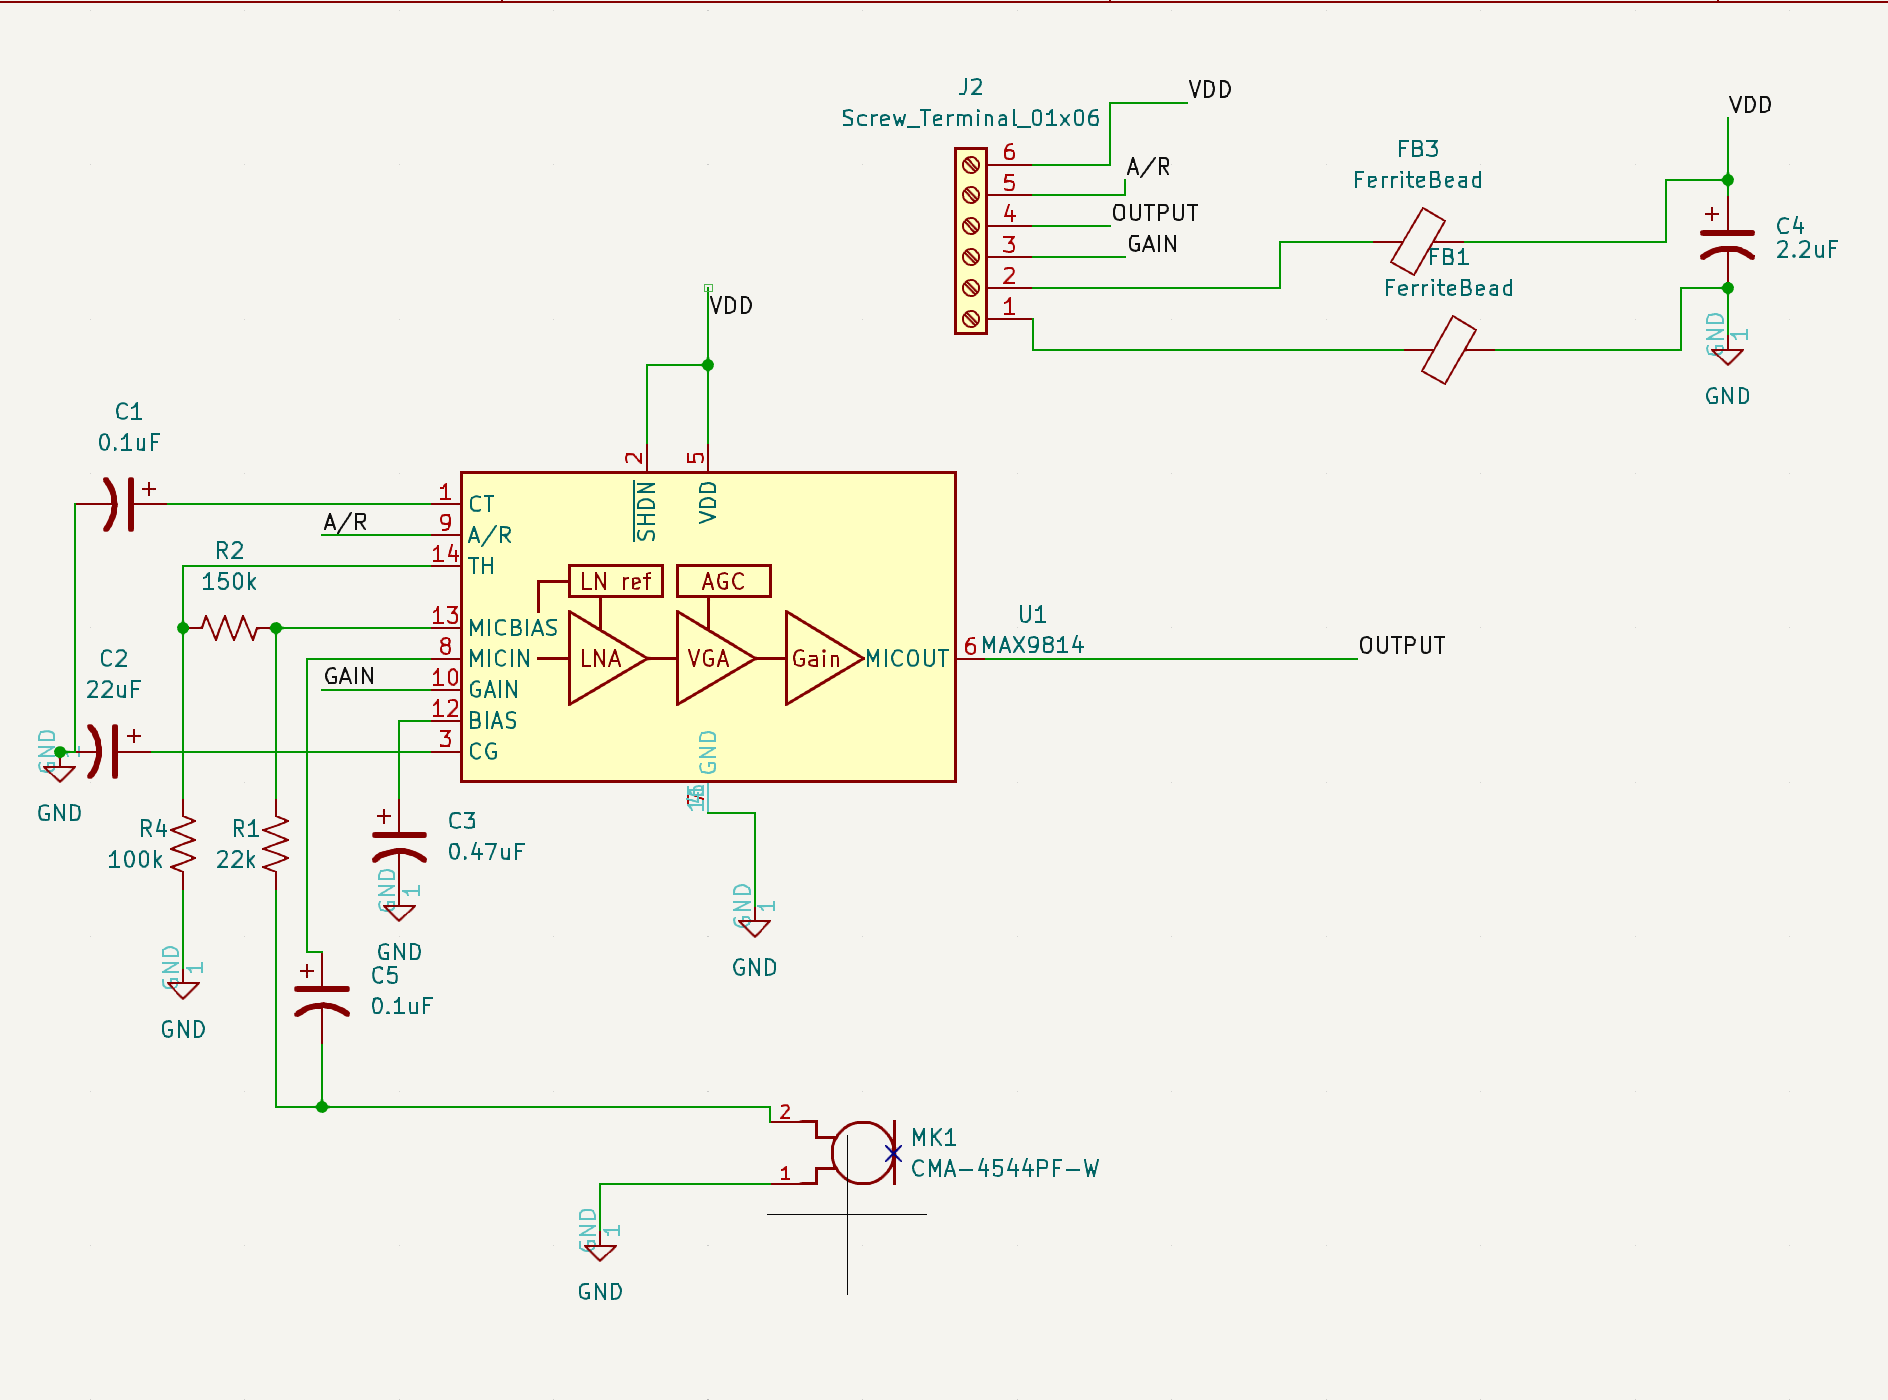 J2
Screw_Terminal_01x06
VDD
6
A/R
5
OUTPUT
4
GAIN
3
2
1
FB3
FerriteBead
FB1
FerriteBead
VDD
+
C4
2.2uF
GND
1
GND
VDD
C1
0.1uF
+
2
5
SHDN
VDD
1
CT
A/R
9
A/R
14
TH
R2
150k
LN ref
AGC
13
MICBIAS
8
MICIN
LNA
VGA
Gain
MICOUT
6
U1
MAX9814
OUTPUT
GAIN
10
GAIN
12
BIAS
3
CG
C2
22uF
+
GND
1
GND
GND
R4
100k
R1
22k
+
C3
0.47uF
GND
1
GND
GND
1
GND
GND
1
GND
+
C5
0.1uF
2
1
MK1
CMA-4544PF-W
GND
1
GND